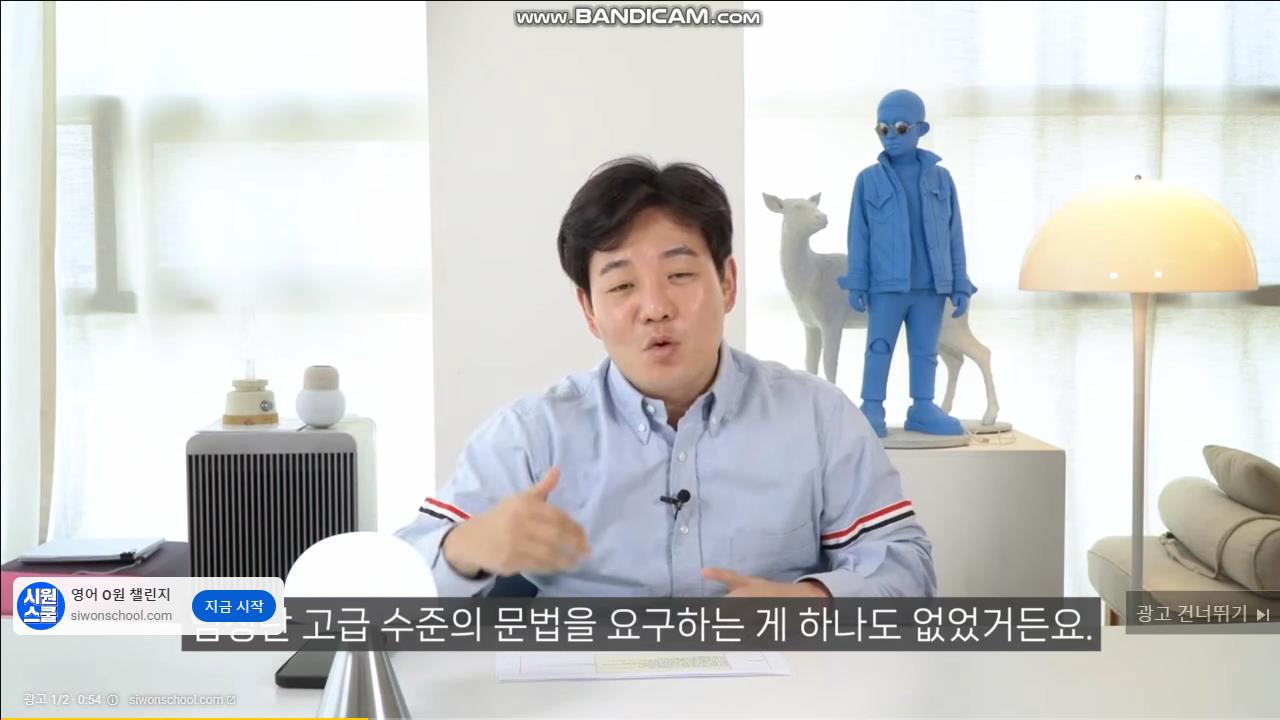 www.BANDICAM.com
시원
스쿨
영어 0원 챌린지
siwonschool.com
지금 시작
고급 수준의 문법을 요구하는 게 하나도 없었거든요.
광고 건너뛰기
광고 1/2 · 0:54
siwonschool.com